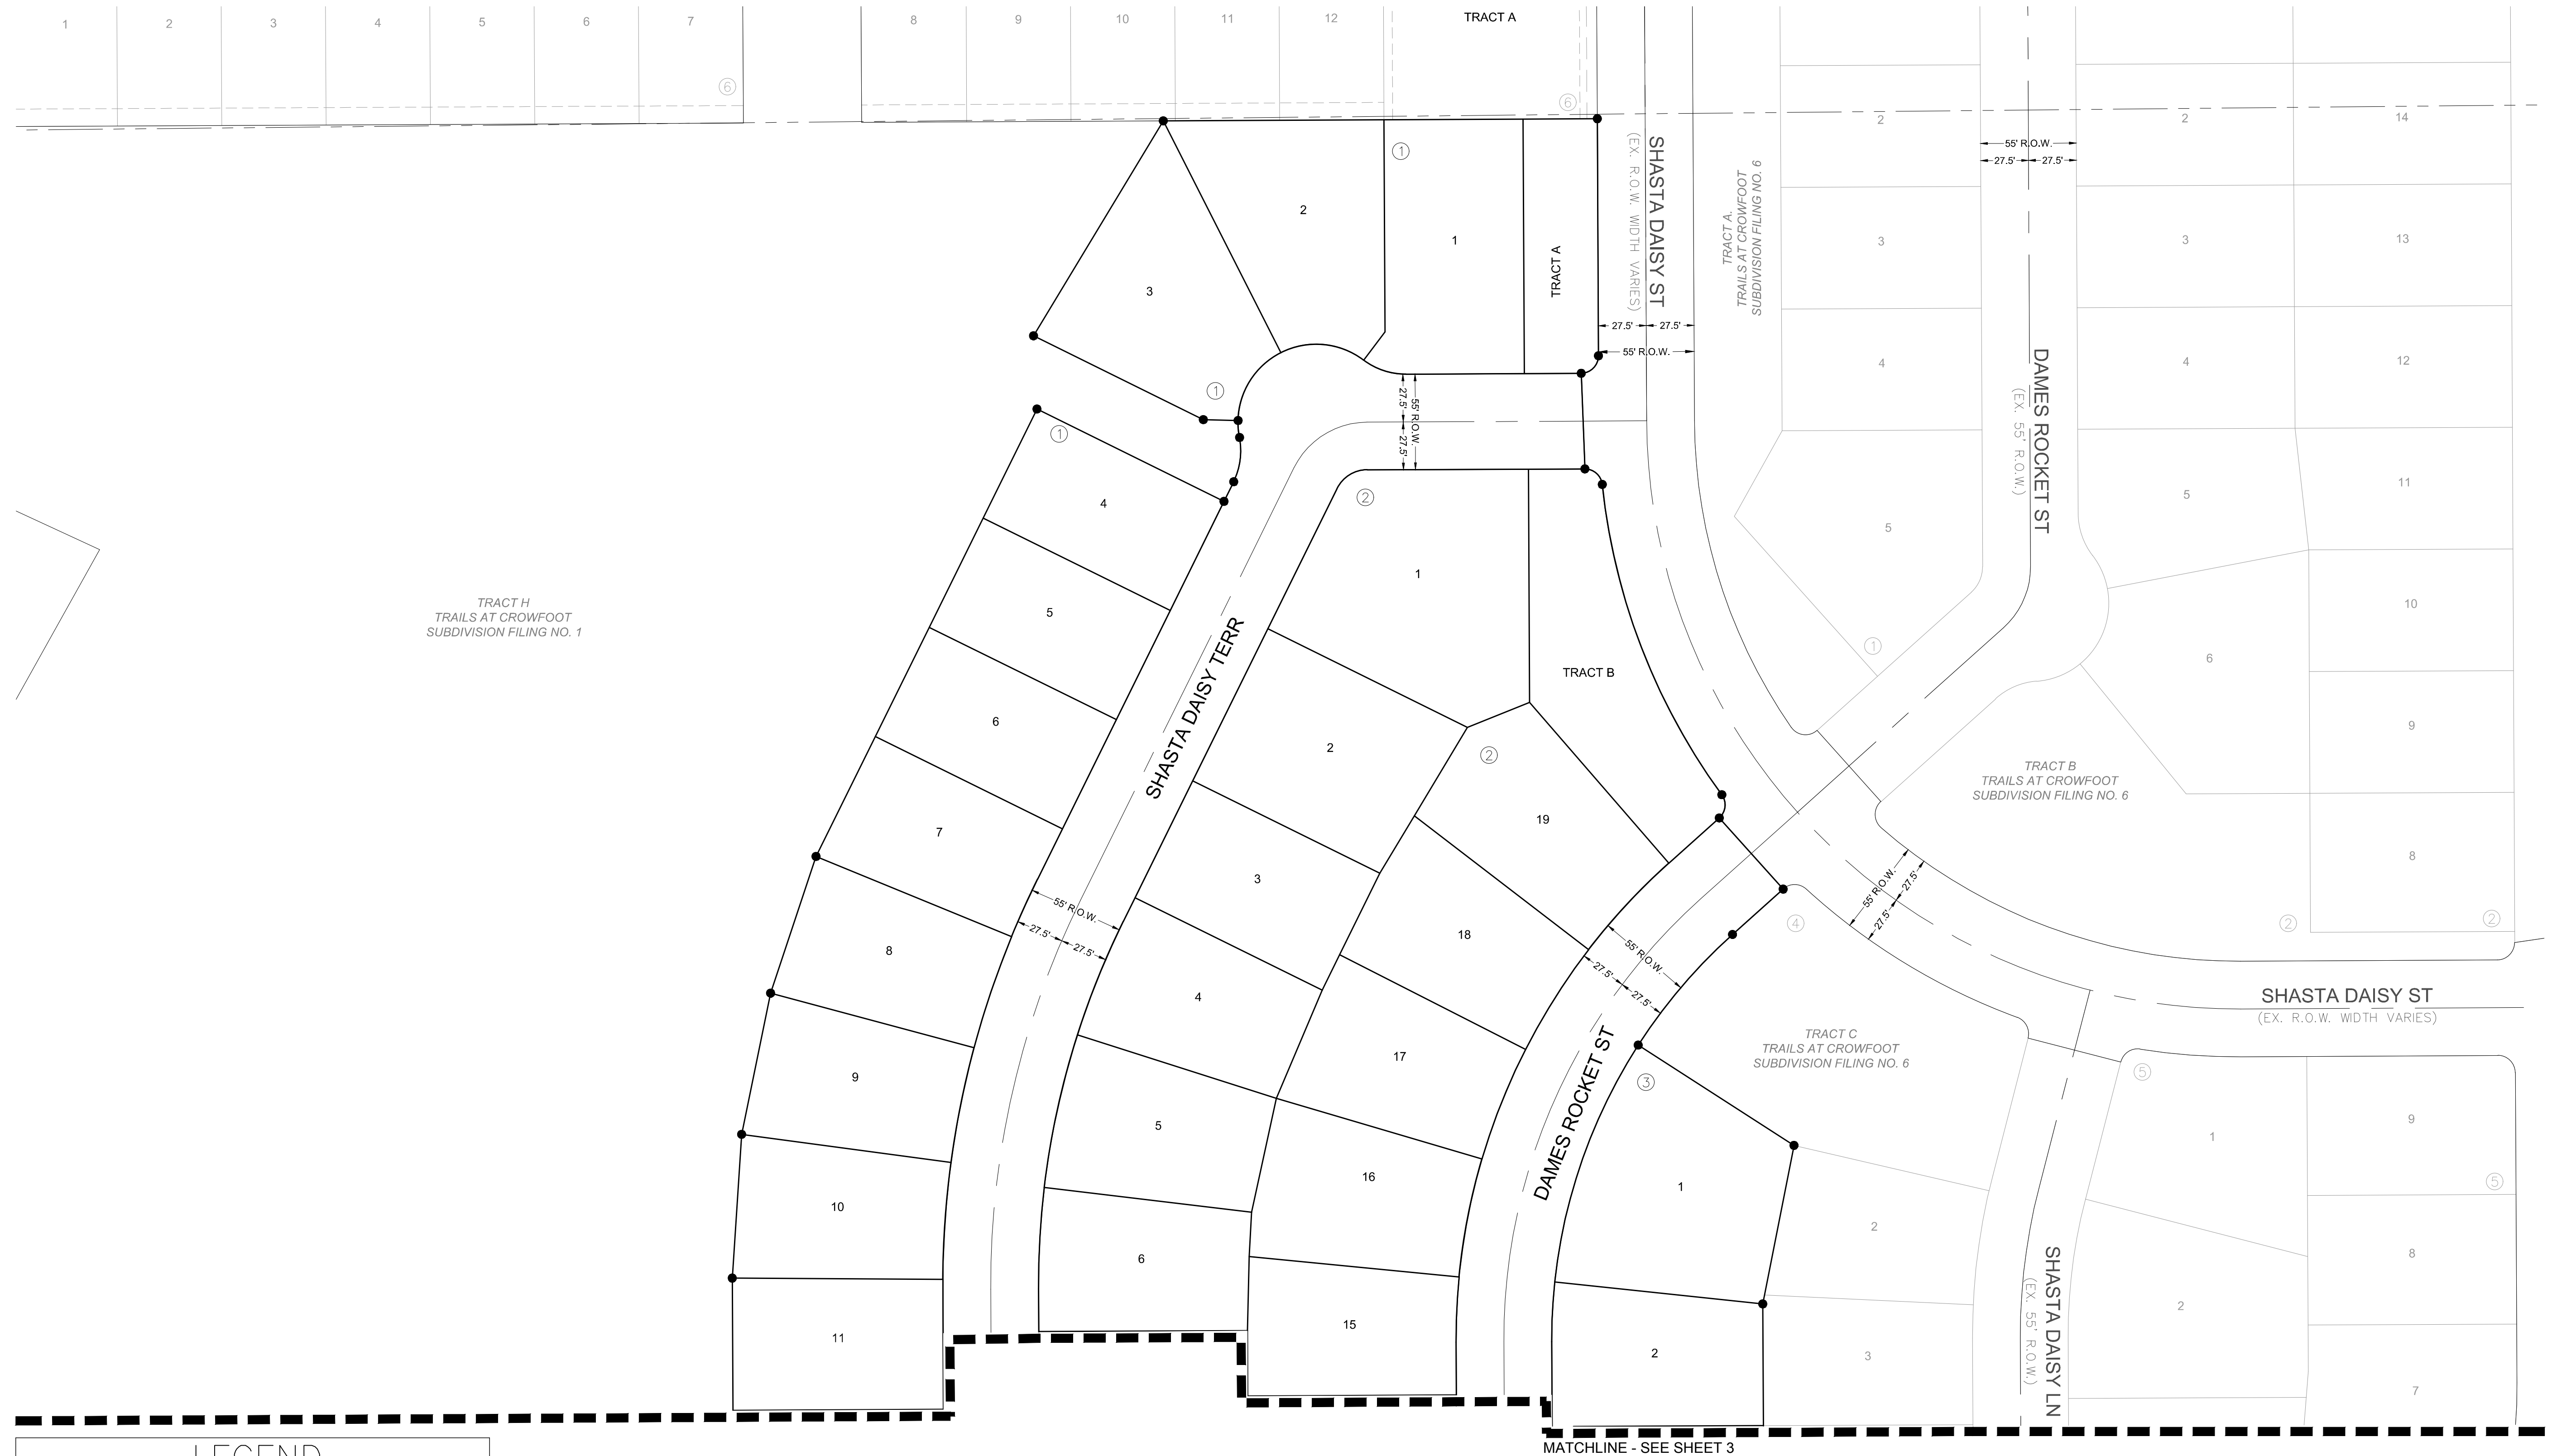 1 2 3 4 5 6 7 8 9 10 11 12 TRACT A
6 6
2 2 14
55' R.O.W.
27.5' 27.5'
SHASTA DAISY ST
(EX. R.O.W. WIDTH VARIES)
TRACT A.
TRAILS AT CROWFOOT
SUBDIVISION FILING NO. 6
1
2
1
TRACT A
3
3 3 13
27.5' 27.5'
55' R.O.W.
4 4 12
DAMES ROCKET ST
(EX. 55' R.O.W.)
1
27.5'
27.5'
55' R.O.W.
1
2
4
5
5
11
TRACT H
TRAILS AT CROWFOOT
SUBDIVISION FILING NO. 1
5
1
10
SHASTA DAISY TERR
TRACT B
1
6
6
2
2
9
TRACT B
TRAILS AT CROWFOOT
SUBDIVISION FILING NO. 6
7
19
8
3
55' R.O.W.
27.5' 27.5'
55' R.O.W.
27.5' 27.5'
8
18
55' R.O.W.
27.5' 27.5'
4
2
2
4
SHASTA DAISY ST
(EX. R.O.W. WIDTH VARIES)
TRACT C
TRAILS AT CROWFOOT
SUBDIVISION FILING NO. 6
DAMES ROCKET ST
17
9
3
5
5
1
9
16
1
5
10
2
6
8
SHASTA DAISY LN
(EX. 55' R.O.W.)
2
11
15
2
3
7
MATCHLINE - SEE SHEET 3
LEGEND